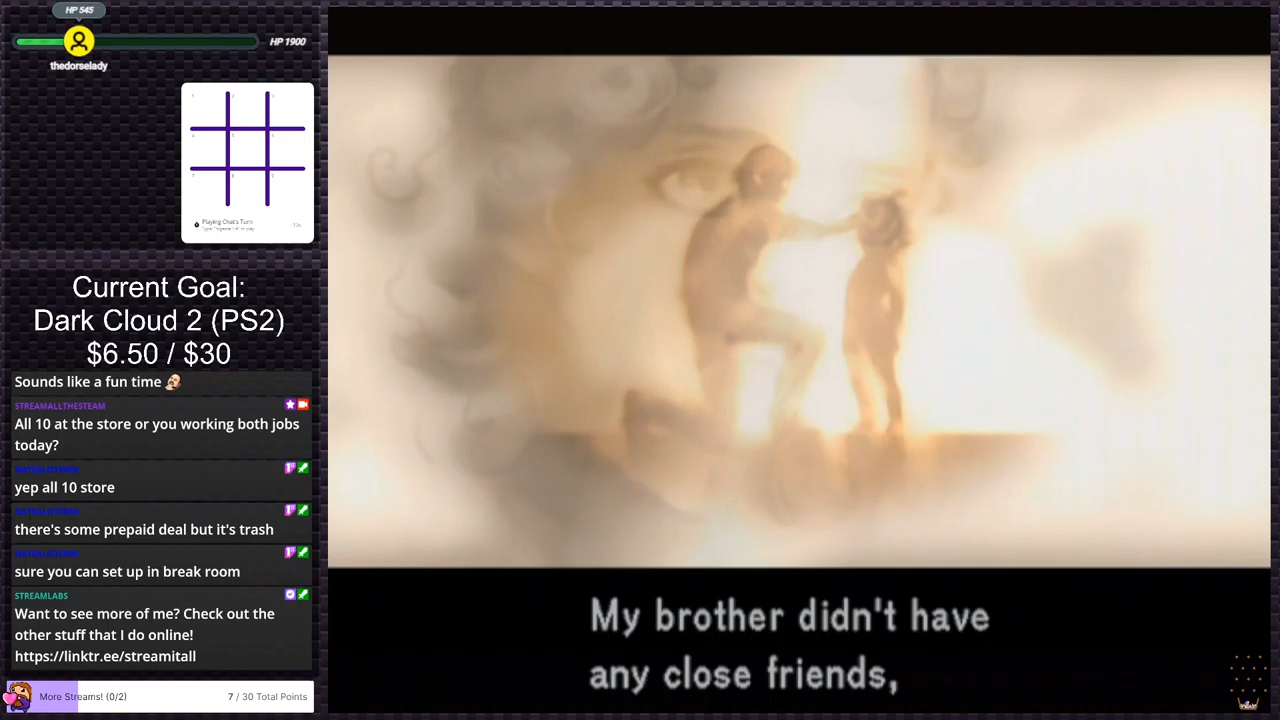 HP 545
HP 1900
thedorselady
Playing Chat's Turn
Current Goal:
Dark Cloud 2 (PS2)
$6.50 / $30
Sounds like a fun time
STREAMALLTHESTEAM
All 10 at the store or you working both jobs
today?
yep all 10 store
there's some prepaid deal but it's trash
sure you can set up in break room
STREAMLABS
Want to see more of me? Check out the
other stuff that I do online!
https://linktr.ee/streamitall
More Streams! (0/2)
7 / 30 Total Points
My brother didn't have
any close friends,